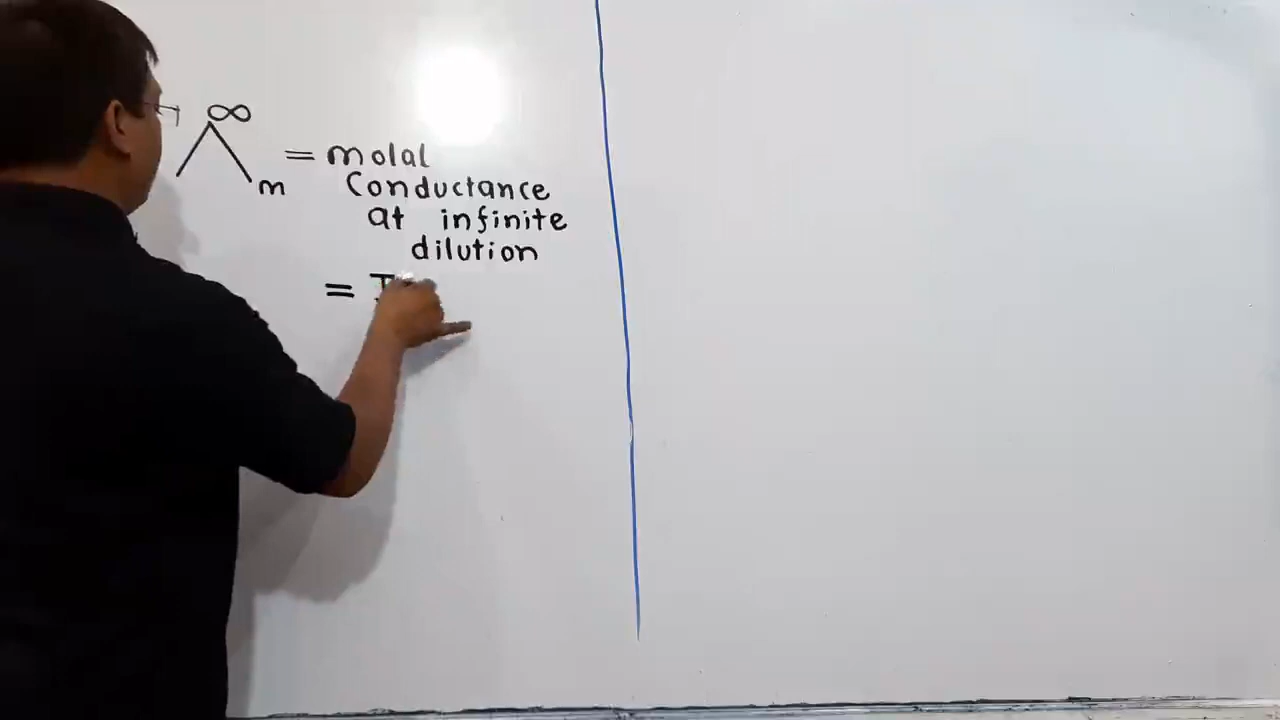 ∞
Λ m = molal
Conductance
at infinite
dilution
=